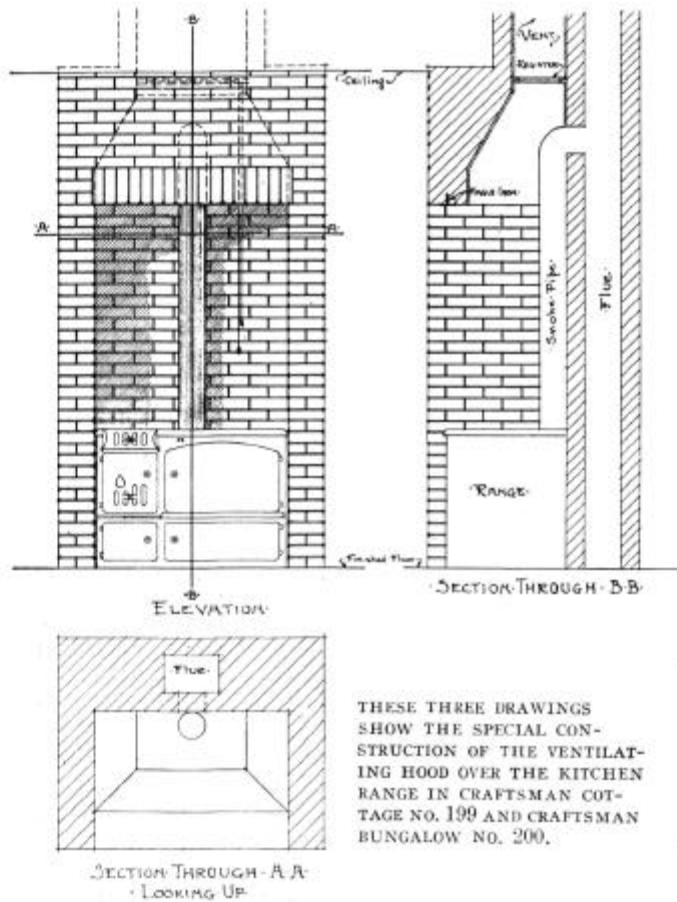 B
Ceiling
VENT
REGISTER
Angle Iron
A
A
Smoke Pipe
Flue
RANGE
Finished Floor
B
ELEVATION
SECTION THROUGH B-B
Flue
SECTION THROUGH A A
LOOKING UP
THESE THREE DRAWINGS
SHOW THE SPECIAL CON-
STRUCTION OF THE VENTILAT-
ING HOOD OVER THE KITCHEN
RANGE IN CRAFTSMAN COT-
TAGE NO. 199 AND CRAFTSMAN
BUNGALOW NO. 200.